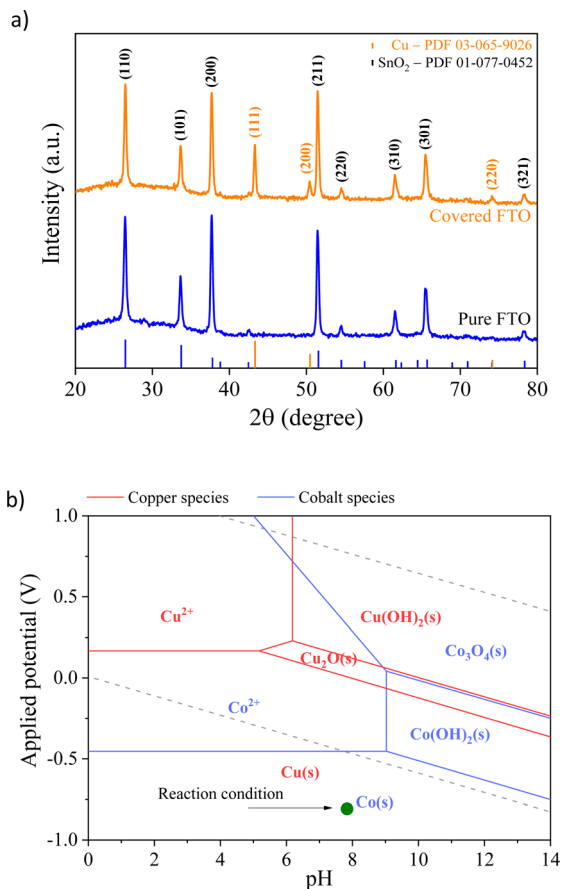 a)
Cu – PDF 03-065-9026
SnO₂ – PDF 01-077-0452
(110)
(101)
(200)
(111)
(200)
(211)
(220)
(310)
(301)
(220)
(321)
Covered FTO
Pure FTO
Intensity (a.u.)
20 30 40 50 60 70 80
2θ (degree)
b)
Copper species Cobalt species
1.0
0.5
0.0
-0.5
-1.0
Applied potential (V)
Cu²⁺
Cu(OH)₂(s)
Co₃O₄(s)
Cu₂O(s)
Co²⁺
Co(OH)₂(s)
Cu(s)
Reaction condition
Co(s)
0 2 4 6 8 10 12 14
pH